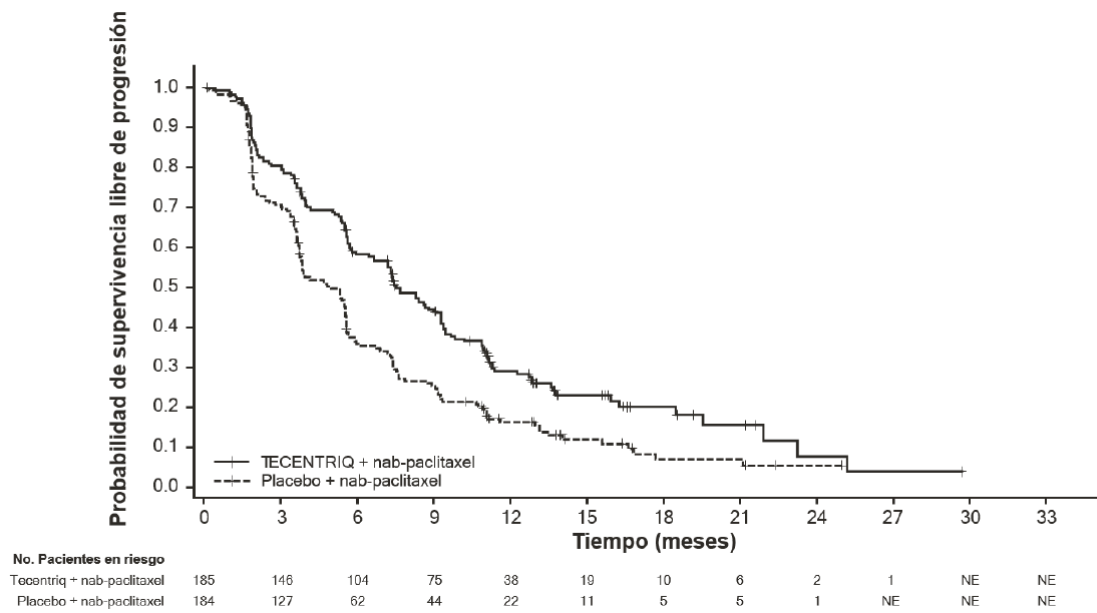 Probabilidad de supervivencia libre de progresión
1.0
0.9
0.8
0.7
0.6
0.5
0.4
0.3
0.2
0.1
0.0
TECENTRIQ + nab-paclitaxel
Placebo + nab-paclitaxel
0 3 6 9 12 15 18 21 24 27 30 33
Tiempo (meses)
No. Pacientes en riesgo
Tecentriq + nab-paclitaxel 185 146 104 75 38 19 10 6 2 1 NE NE
Placebo + nab-paclitaxel 184 127 62 44 22 11 5 5 1 NE NE NE